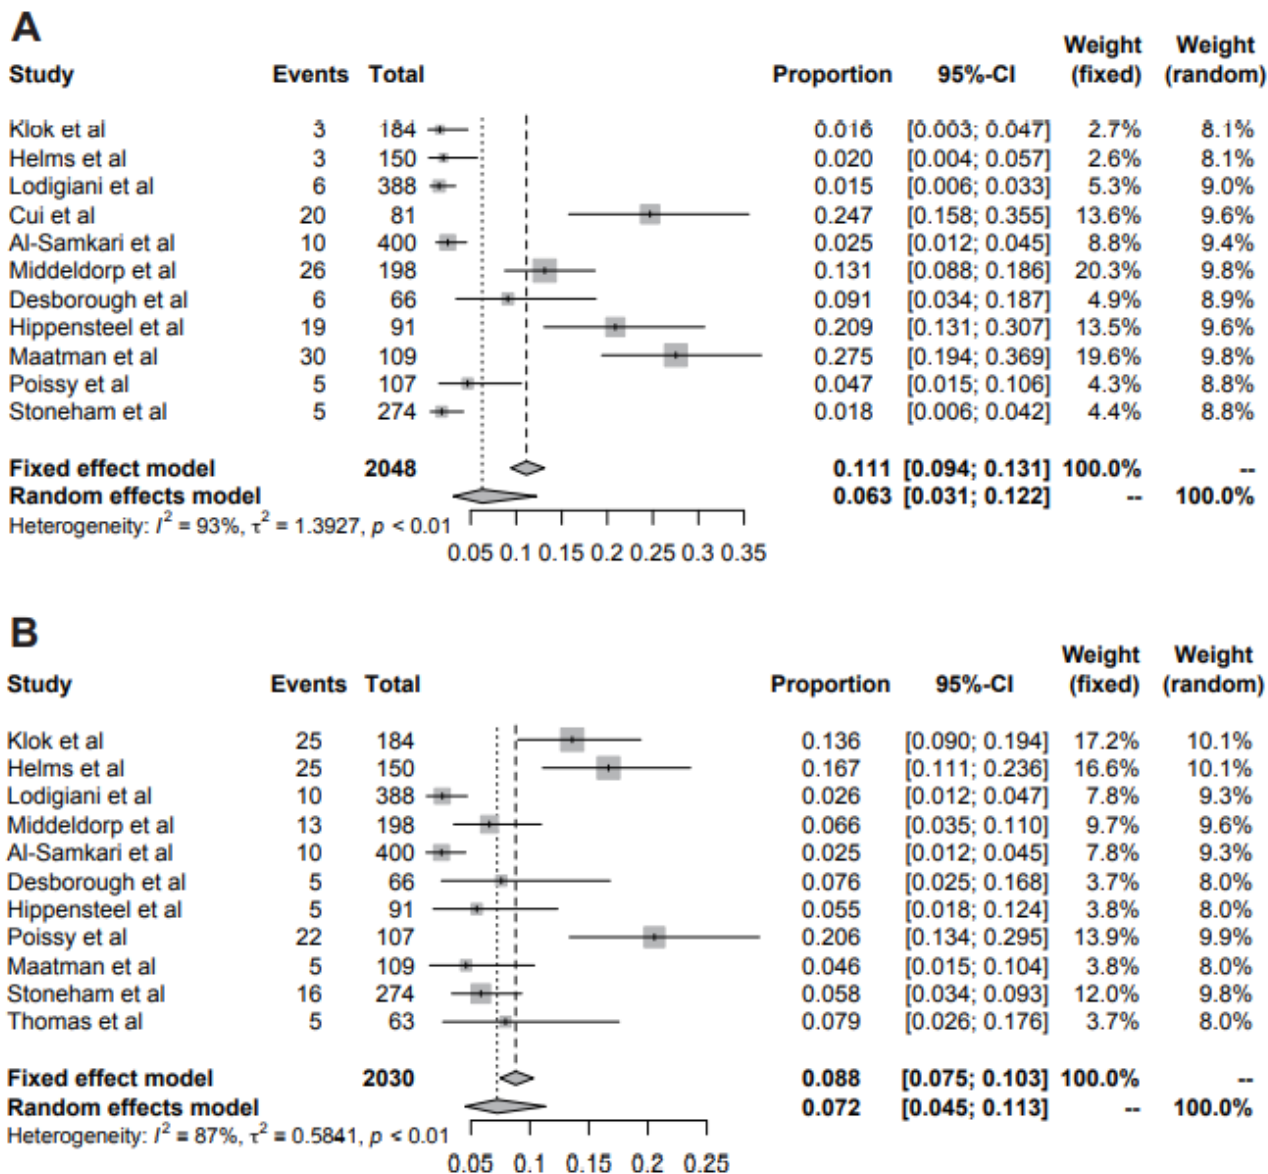 A
Weight Weight
Study Events Total Proportion 95%-CI (fixed) (random)
Klok et al 3 184 0.016 [0.003; 0.047] 2.7% 8.1%
Helms et al 3 150 0.020 [0.004; 0.057] 2.6% 8.1%
Lodigiani et al 6 388 0.015 [0.006; 0.033] 5.3% 9.0%
Cui et al 20 81 0.247 [0.158; 0.355] 13.6% 9.6%
Al-Samkari et al 10 400 0.025 [0.012; 0.045] 8.8% 9.4%
Middeldorp et al 26 198 0.131 [0.088; 0.186] 20.3% 9.8%
Desborough et al 6 66 0.091 [0.034; 0.187] 4.9% 8.9%
Hippensteel et al 19 91 0.209 [0.131; 0.307] 13.5% 9.6%
Maatman et al 30 109 0.275 [0.194; 0.369] 19.6% 9.8%
Poissy et al 5 107 0.047 [0.015; 0.106] 4.3% 8.8%
Stoneham et al 5 274 0.018 [0.006; 0.042] 4.4% 8.8%
Fixed effect model 2048 0.111 [0.094; 0.131] 100.0% --
Random effects model 0.063 [0.031; 0.122] -- 100.0%
Heterogeneity: I² = 93%, τ² = 1.3927, p < 0.01
0.05 0.1 0.15 0.2 0.25 0.3 0.35
B
Weight Weight
Study Events Total Proportion 95%-CI (fixed) (random)
Klok et al 25 184 0.136 [0.090; 0.194] 17.2% 10.1%
Helms et al 25 150 0.167 [0.111; 0.236] 16.6% 10.1%
Lodigiani et al 10 388 0.026 [0.012; 0.047] 7.8% 9.3%
Middeldorp et al 13 198 0.066 [0.035; 0.110] 9.7% 9.6%
Al-Samkari et al 10 400 0.025 [0.012; 0.045] 7.8% 9.3%
Desborough et al 5 66 0.076 [0.025; 0.168] 3.7% 8.0%
Hippensteel et al 5 91 0.055 [0.018; 0.124] 3.8% 8.0%
Poissy et al 22 107 0.206 [0.134; 0.295] 13.9% 9.9%
Maatman et al 5 109 0.046 [0.015; 0.104] 3.8% 8.0%
Stoneham et al 16 274 0.058 [0.034; 0.093] 12.0% 9.8%
Thomas et al 5 63 0.079 [0.026; 0.176] 3.7% 8.0%
Fixed effect model 2030 0.088 [0.075; 0.103] 100.0% --
Random effects model 0.072 [0.045; 0.113] -- 100.0%
Heterogeneity: I² = 87%, τ² = 0.5841, p < 0.01
0.05 0.1 0.15 0.2 0.25